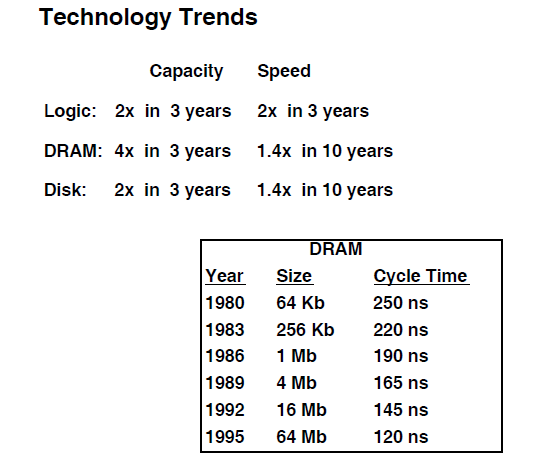 Technology Trends
Capacity Speed
Logic: 2x in 3 years 2x in 3 years
DRAM: 4x in 3 years 1.4x in 10 years
Disk: 2x in 3 years 1.4x in 10 years
DRAM
Year Size Cycle Time
1980 64 Kb 250 ns
1983 256 Kb 220 ns
1986 1 Mb 190 ns
1989 4 Mb 165 ns
1992 16 Mb 145 ns
1995 64 Mb 120 ns